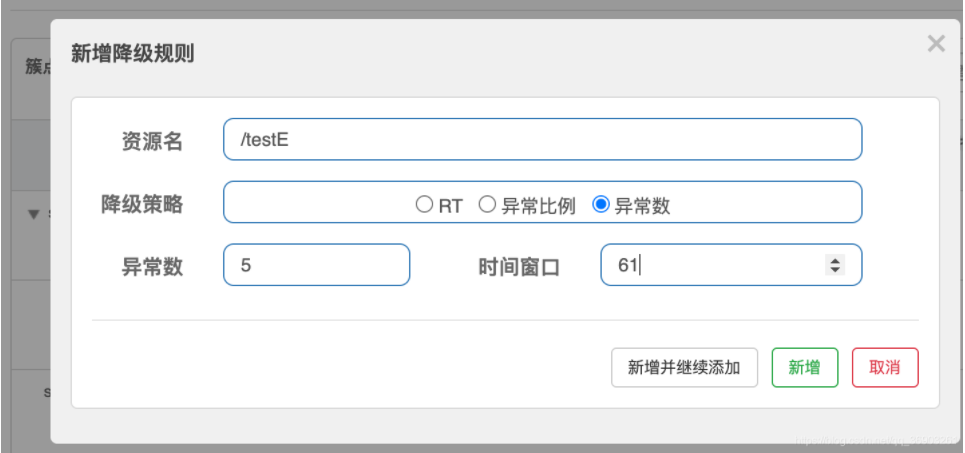 新增降级规则
×
簇点
资源名 /testE
降级策略 RT 异常比例 异常数
异常数 5 时间窗口 61
新增并继续添加 新增 取消
s